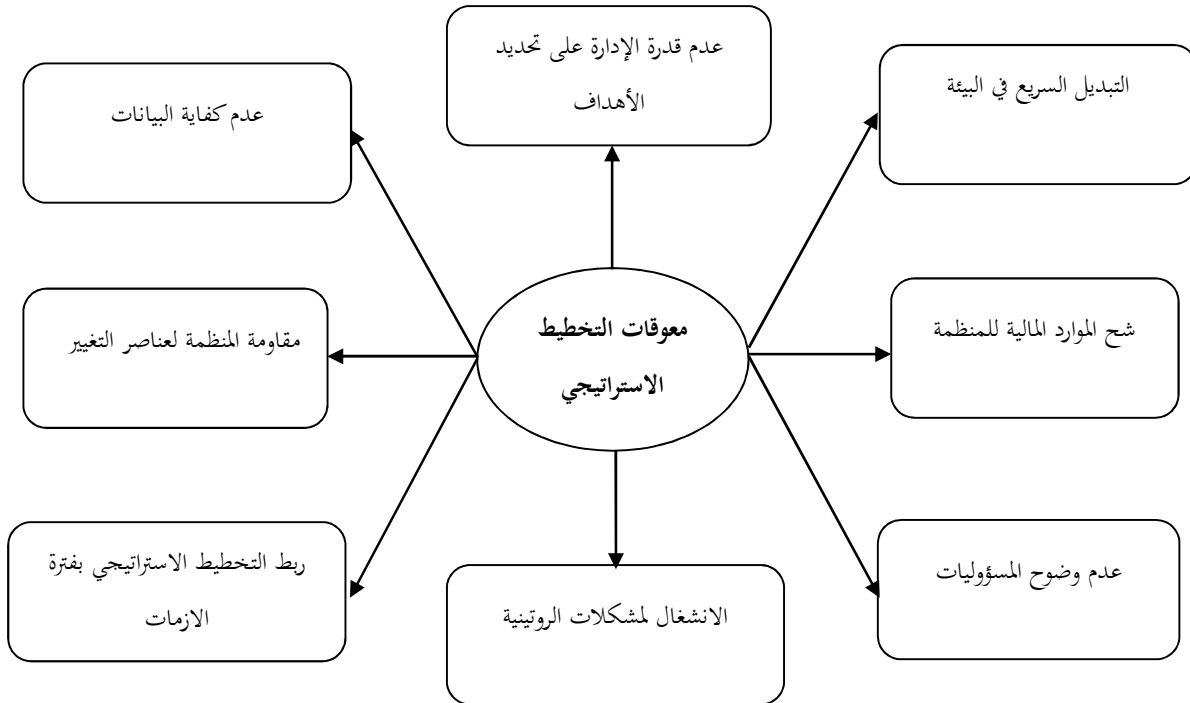 عدم قدرة الإدارة على تحديد
الأهداف
التبديل السريع في البيئة
عدم كفاية البيانات
معوقات التخطيط
الاستراتيجي
شح الموارد المالية للمنظمة
مقاومة المنظمة لعناصر التغيير
عدم وضوح المسؤوليات
الانشغال لمشكلات الروتينية
ربط التخطيط الاستراتيجي بفترة
الازمات